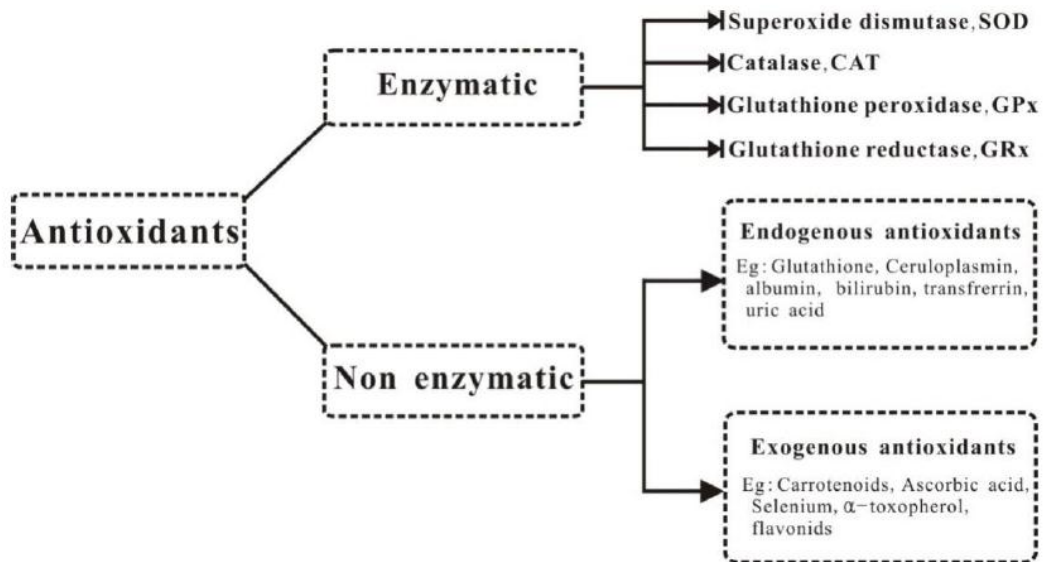 Antioxidants
Enzymatic
Superoxide dismutase,SOD
Catalase,CAT
Glutathione peroxidase,GPx
Glutathione reductase,GRx
Non enzymatic
Endogenous antioxidants
Eg: Glutathione, Ceruloplasmin,
albumin, bilirubin, transfrerrin,
uric acid
Exogenous antioxidants
Eg: Carrotenoids, Ascorbic acid,
Selenium, α-toxopherol,
flavonids